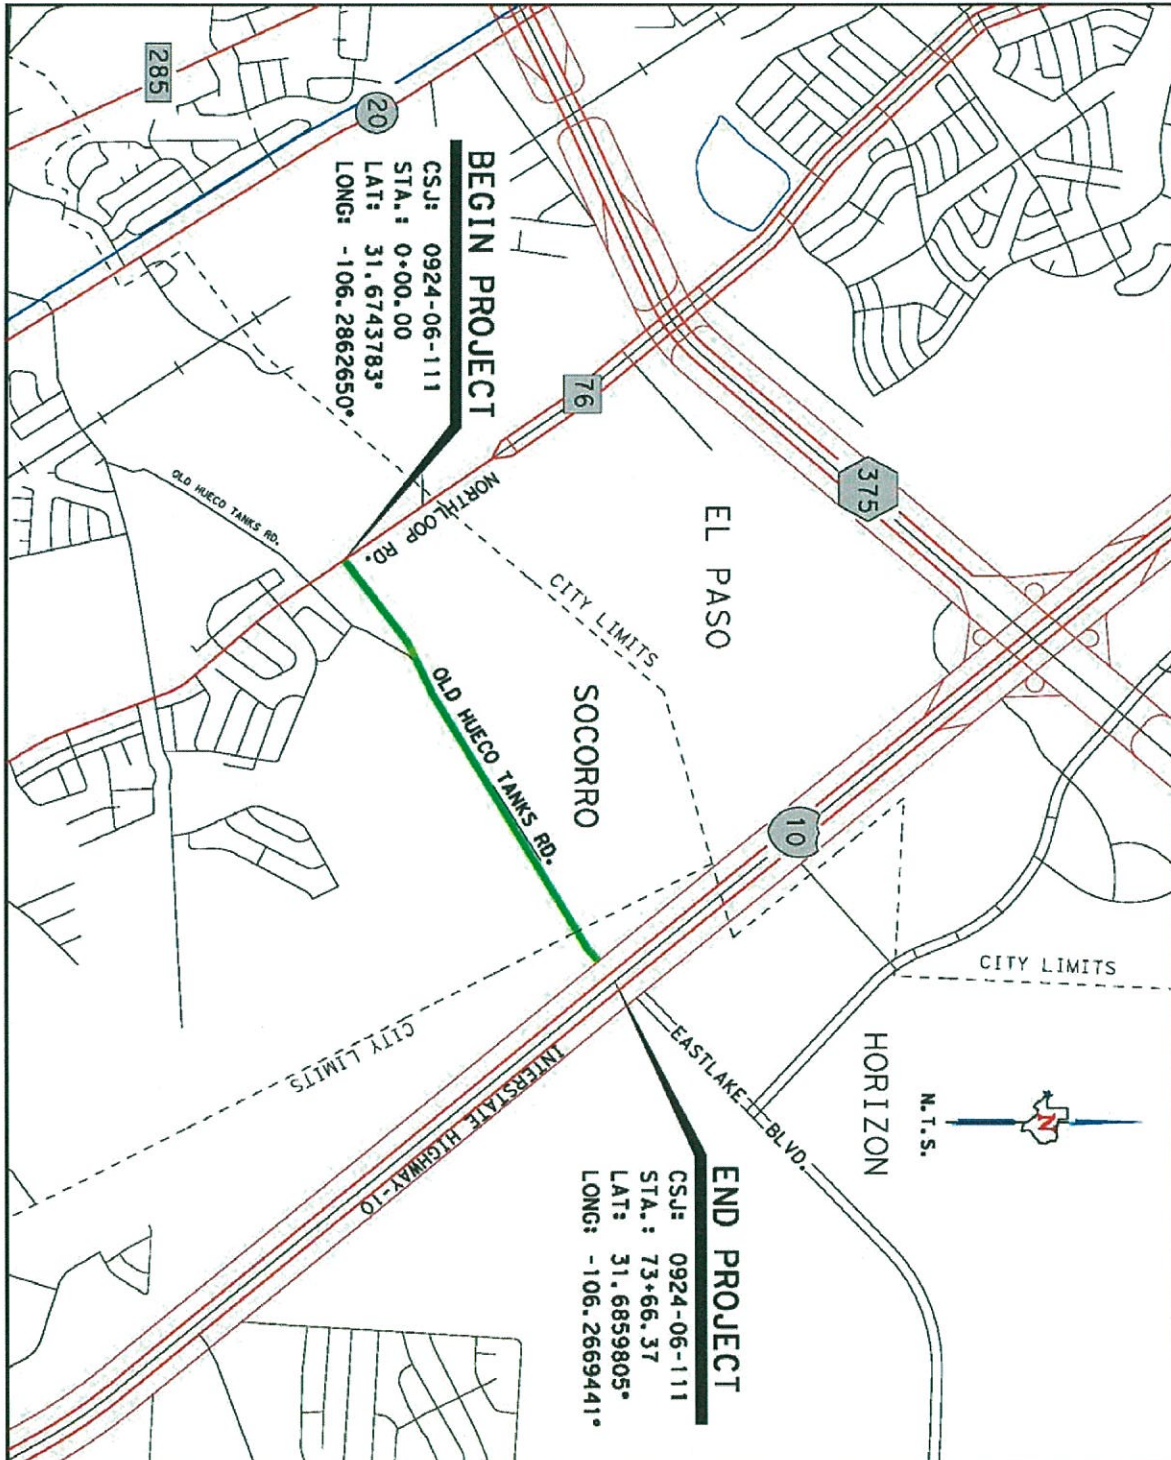 285
20
BEGIN PROJECT
CSJ: 0924-06-111
STA.: 0+00.00
LAT: 31.6743783°
LONG: -106.2862650°
76
375
NORTHLOOP RD.
OLD HUECO TANKS RD.
EL PASO
CITY LIMITS
SOCORRO
OLD HUECO TANKS RD.
10
CITY LIMITS
HORIZON
N
N.T.S.
CITY LIMITS
INTERSTATE HIGHWAY-10
EASTLAKE BLVD.
END PROJECT
CSJ: 0924-06-111
STA.: 73+66.37
LAT: 31.6859805°
LONG: -106.2669441°